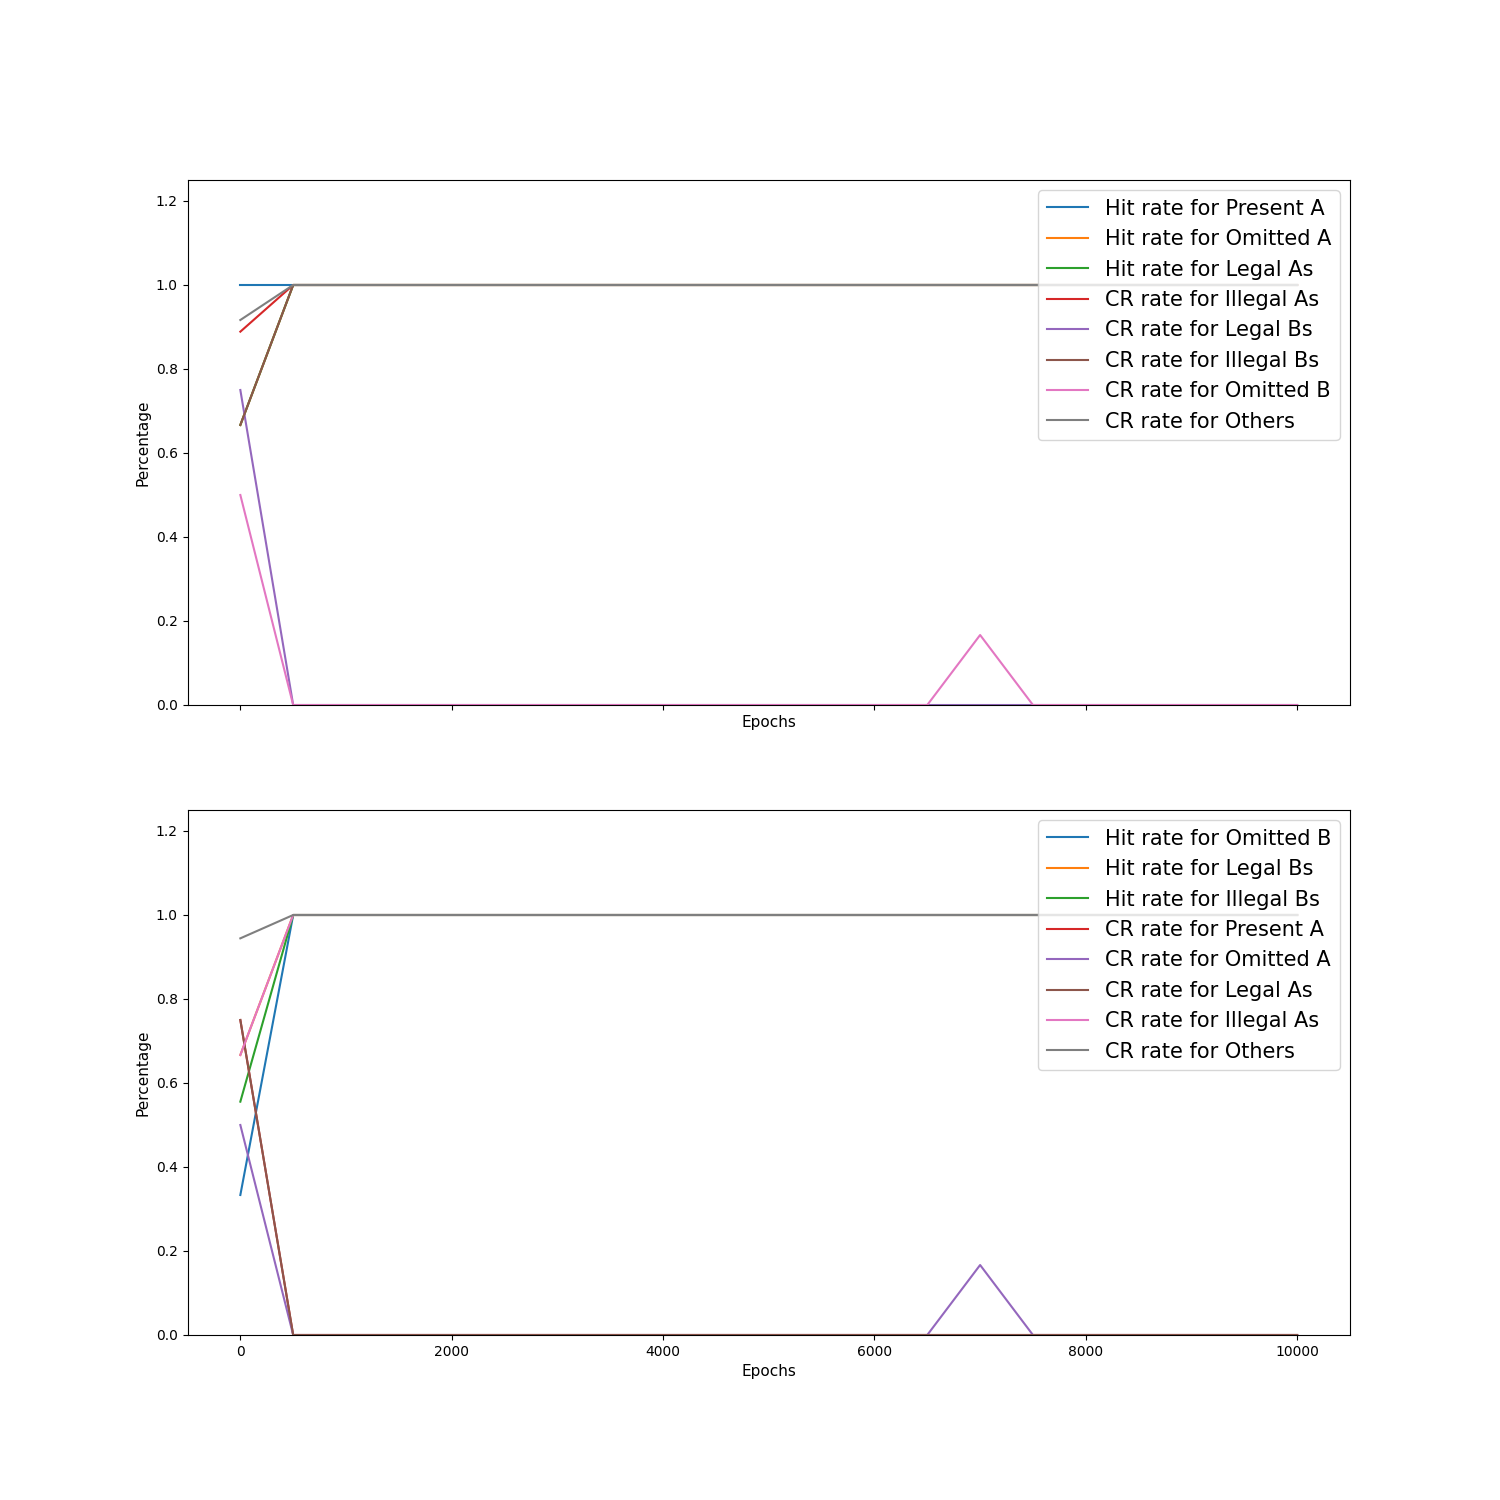 1.2
1.0
0.8
0.6
0.4
0.2
0.0
Percentage
Epochs
Hit rate for Present A
Hit rate for Omitted A
Hit rate for Legal As
CR rate for Illegal As
CR rate for Legal Bs
CR rate for Illegal Bs
CR rate for Omitted B
CR rate for Others
1.2
1.0
0.8
0.6
0.4
0.2
0.0
Percentage
0 2000 4000 6000 8000 10000
Epochs
Hit rate for Omitted B
Hit rate for Legal Bs
Hit rate for Illegal Bs
CR rate for Present A
CR rate for Omitted A
CR rate for Legal As
CR rate for Illegal As
CR rate for Others